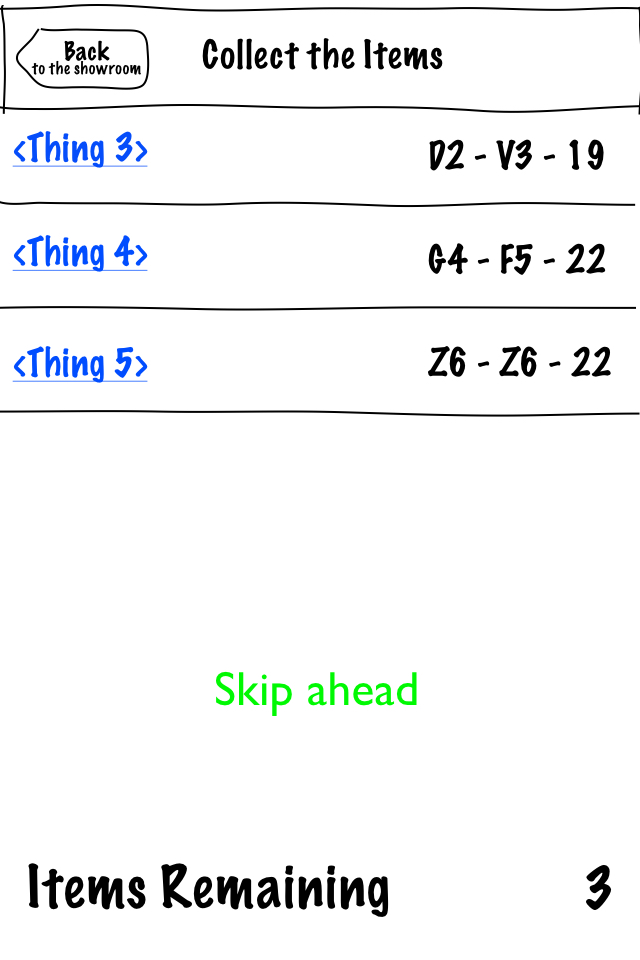 Back
to the showroom
Collect the Items
<Thing 3> D2 - V3 - 19
<Thing 4> G4 - F5 - 22
<Thing 5> Z6 - Z6 - 22
Skip ahead
Items Remaining 3